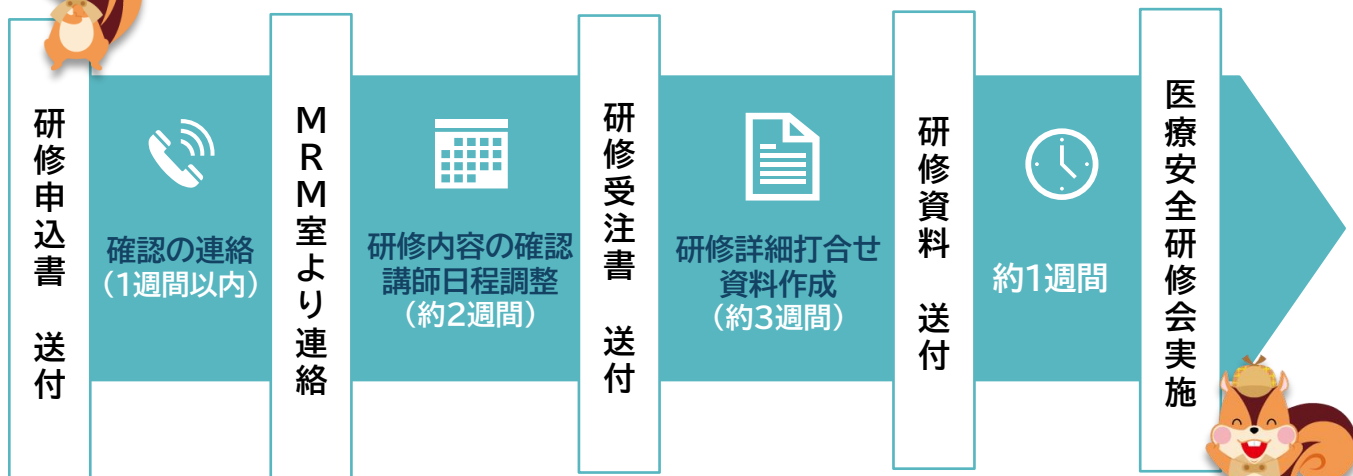 研修申込書　送付
確認の連絡
（1週間以内）
ＭＲＭ室より連絡
研修内容の確認
講師日程調整
（約2週間）
研修受注書　送付
研修詳細打合せ
資料作成
（約3週間）
研修資料　送付
約1週間
医療安全研修会実施